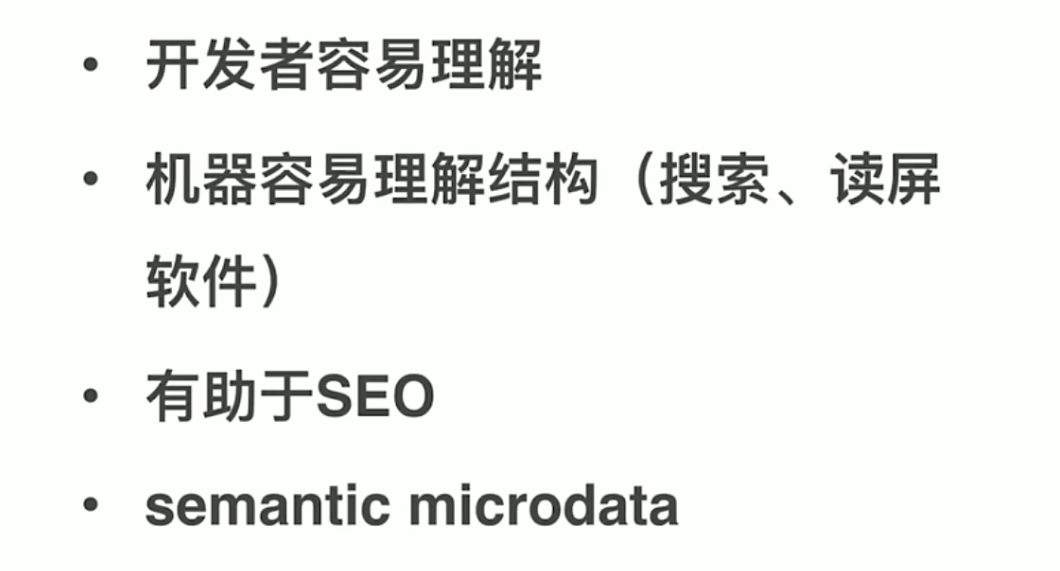 • 开发者容易理解
• 机器容易理解结构（搜索、读屏
软件）
• 有助于SEO
• semantic microdata